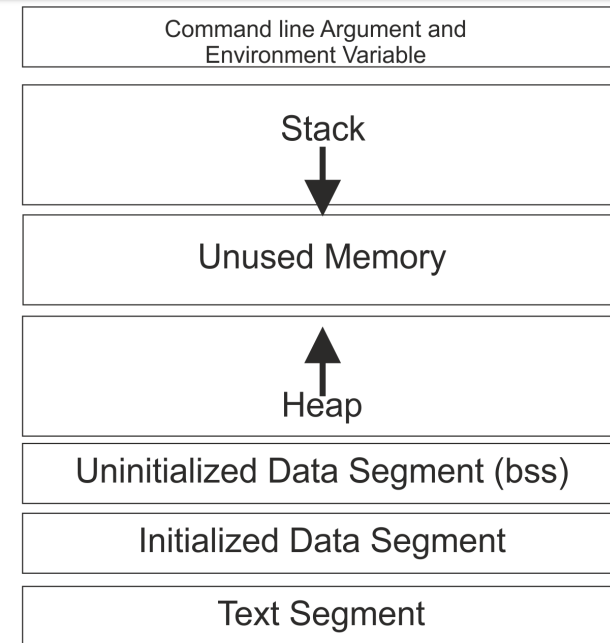 Command line Argument and
Environment Variable
Stack
Unused Memory
Heap
Uninitialized Data Segment (bss)
Initialized Data Segment
Text Segment